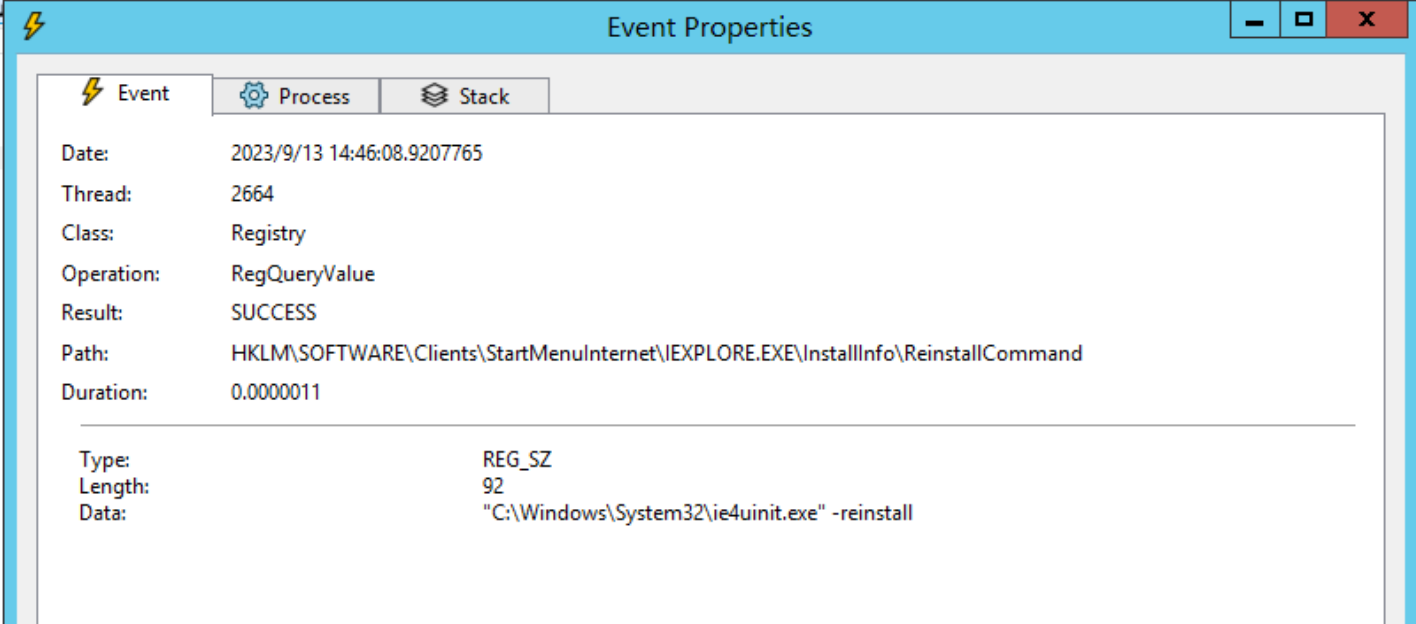 Event Properties
Event Process Stack
Date: 2023/9/13 14:46:08.9207765
Thread: 2664
Class: Registry
Operation: RegQueryValue
Result: SUCCESS
Path: HKLM\SOFTWARE\Clients\StartMenuInternet\IEXPLORE.EXE\InstallInfo\ReinstallCommand
Duration: 0.0000011
Type: REG_SZ
Length: 92
Data: "C:\Windows\System32\ie4uinit.exe" -reinstall